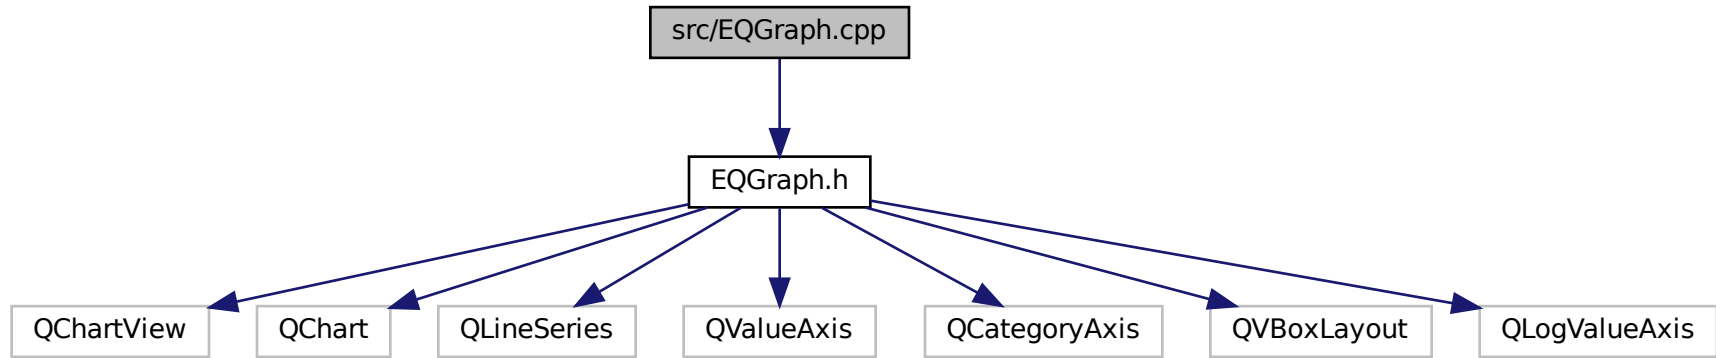 src/EQGraph.cpp
EQGraph.h
QChartView
QChart
QLineSeries
QValueAxis
QCategoryAxis
QVBoxLayout
QLogValueAxis